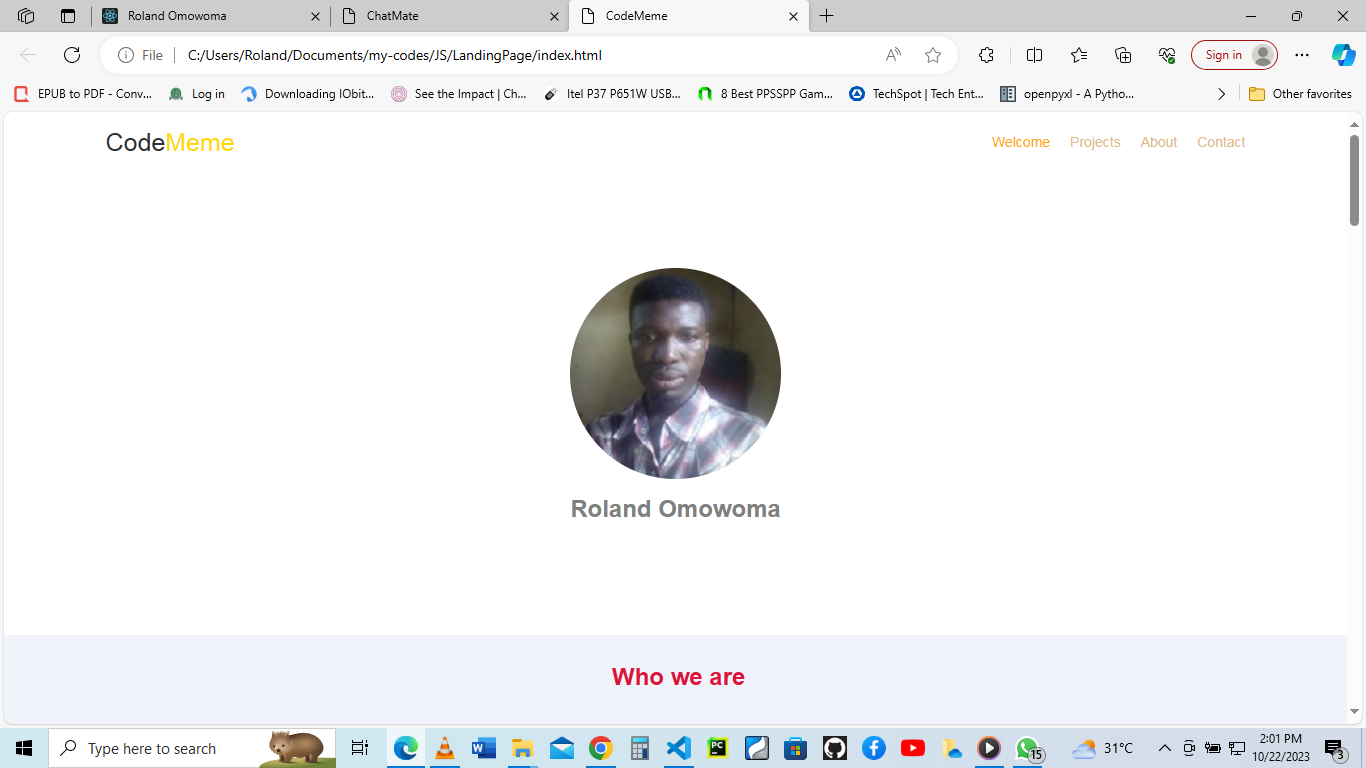 Roland Omowoma
ChatMate
CodeMeme
File
C:/Users/Roland/Documents/my-codes/JS/LandingPage/index.html
Sign in
EPUB to PDF - Conv...
Log in
Downloading IObit...
See the Impact | Ch...
Itel P37 P651W USB...
8 Best PPSSPP Gam...
TechSpot | Tech Ent...
openpyxl - A Pytho...
Other favorites
CodeMeme
Welcome Projects About Contact
Roland Omowoma
Who we are
Type here to search
15
31°C
2:01 PM
10/22/2023
3